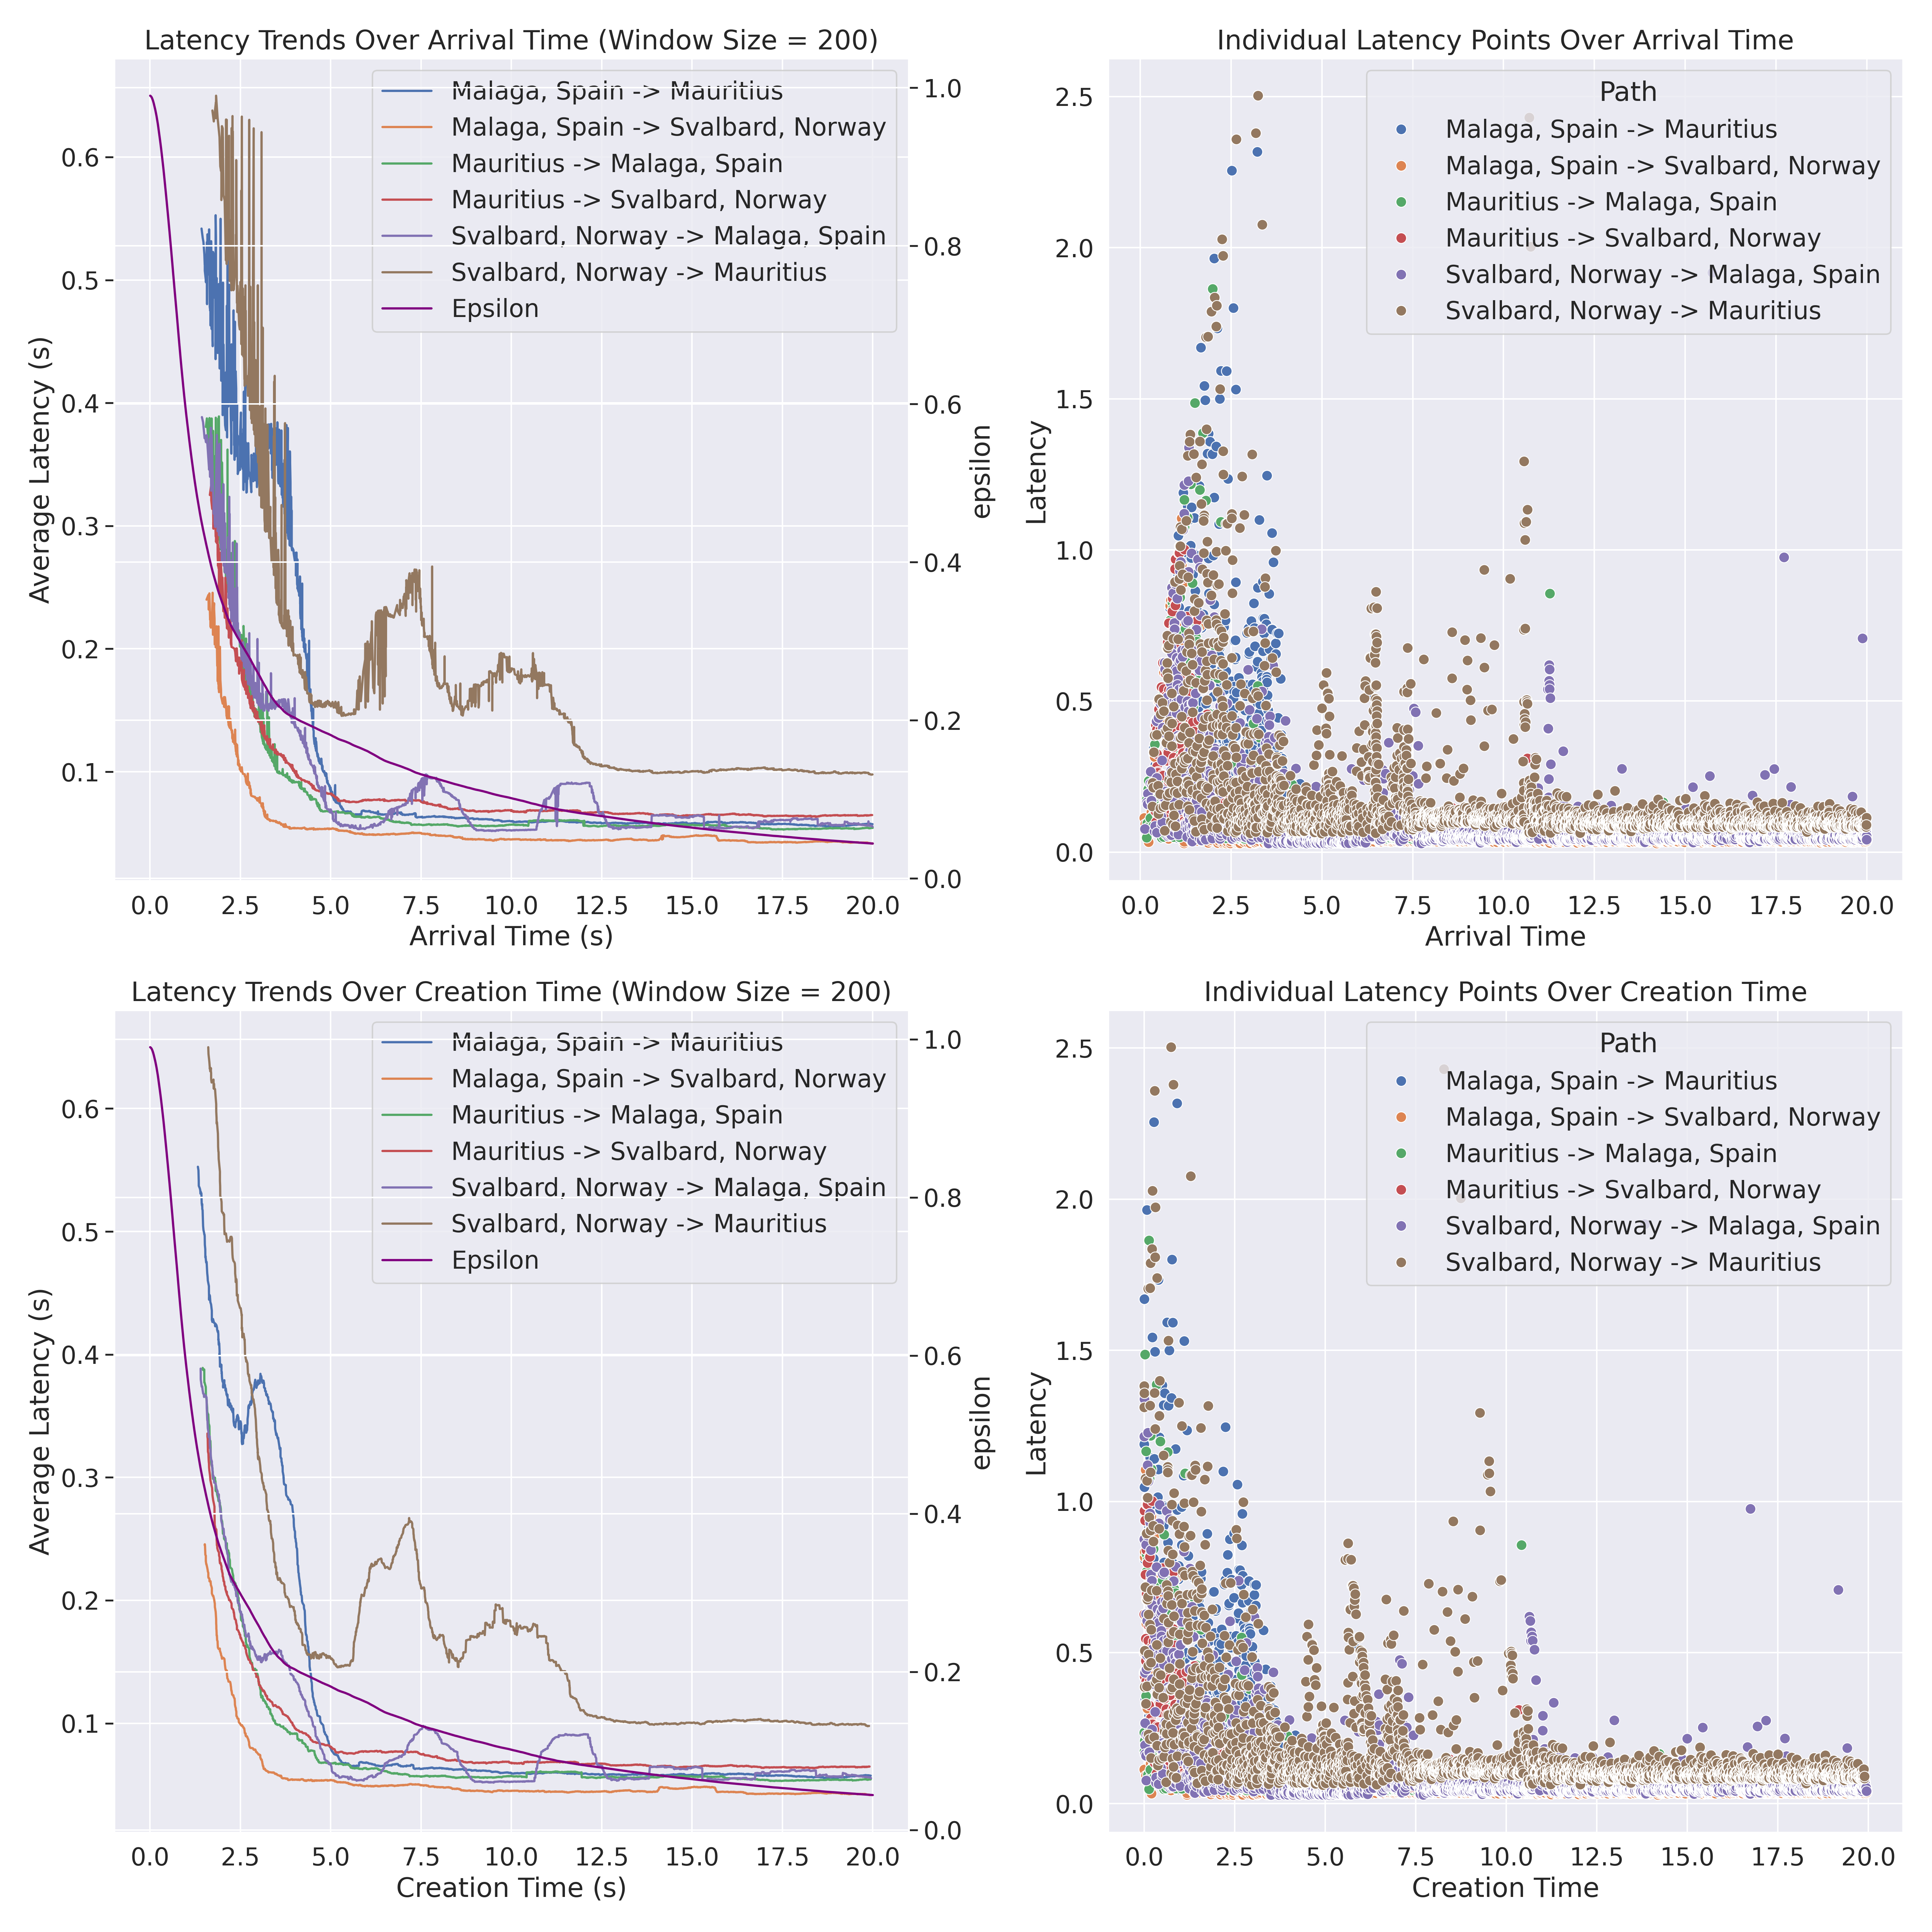 Latency Trends Over Arrival Time (Window Size = 200)
Malaga, Spain -> Mauritius
Malaga, Spain -> Svalbard, Norway
Mauritius -> Malaga, Spain
Mauritius -> Svalbard, Norway
Svalbard, Norway -> Malaga, Spain
Svalbard, Norway -> Mauritius
Epsilon
0.6
0.5
0.4
0.3
0.2
0.1
Average Latency (s)
1.0
0.8
0.6
0.4
0.2
0.0
epsilon
0.0 2.5 5.0 7.5 10.0 12.5 15.0 17.5 20.0
Arrival Time (s)
Individual Latency Points Over Arrival Time
Path
Malaga, Spain -> Mauritius
Malaga, Spain -> Svalbard, Norway
Mauritius -> Malaga, Spain
Mauritius -> Svalbard, Norway
Svalbard, Norway -> Malaga, Spain
Svalbard, Norway -> Mauritius
2.5
2.0
1.5
1.0
0.5
0.0
Latency
0.0 2.5 5.0 7.5 10.0 12.5 15.0 17.5 20.0
Arrival Time
Latency Trends Over Creation Time (Window Size = 200)
Malaga, Spain -> Mauritius
Malaga, Spain -> Svalbard, Norway
Mauritius -> Malaga, Spain
Mauritius -> Svalbard, Norway
Svalbard, Norway -> Malaga, Spain
Svalbard, Norway -> Mauritius
Epsilon
0.6
0.5
0.4
0.3
0.2
0.1
Average Latency (s)
1.0
0.8
0.6
0.4
0.2
0.0
epsilon
0.0 2.5 5.0 7.5 10.0 12.5 15.0 17.5 20.0
Creation Time (s)
Individual Latency Points Over Creation Time
Path
Malaga, Spain -> Mauritius
Malaga, Spain -> Svalbard, Norway
Mauritius -> Malaga, Spain
Mauritius -> Svalbard, Norway
Svalbard, Norway -> Malaga, Spain
Svalbard, Norway -> Mauritius
2.5
2.0
1.5
1.0
0.5
0.0
Latency
0.0 2.5 5.0 7.5 10.0 12.5 15.0 17.5 20.0
Creation Time